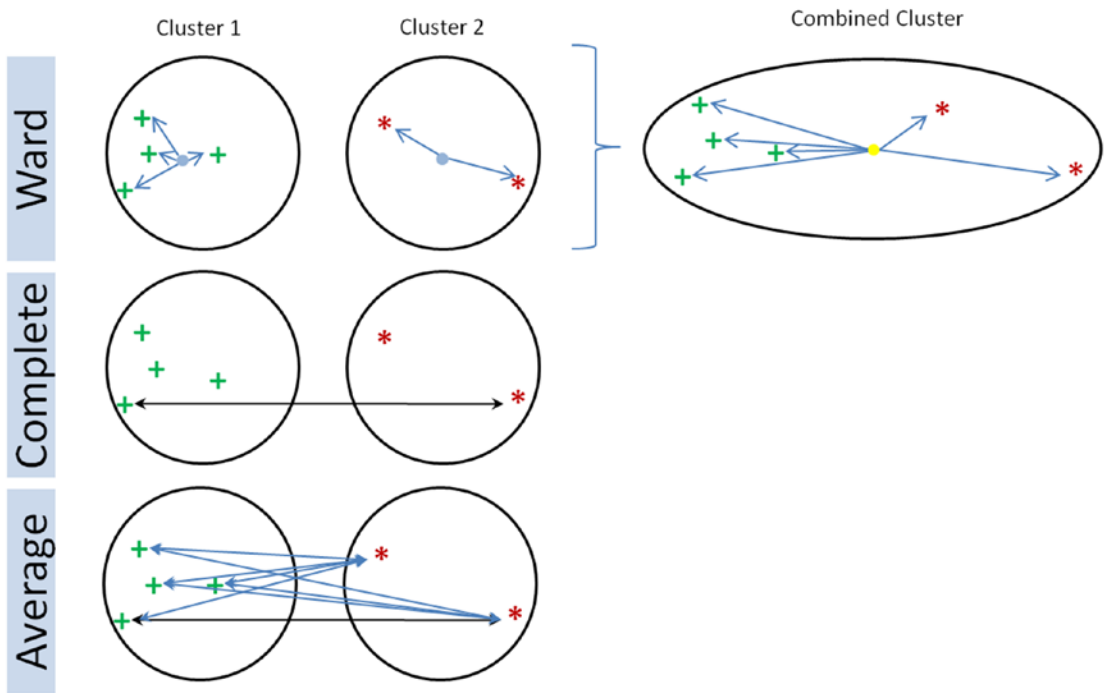 Cluster 1
Cluster 2
Combined Cluster
Ward
Complete
Average